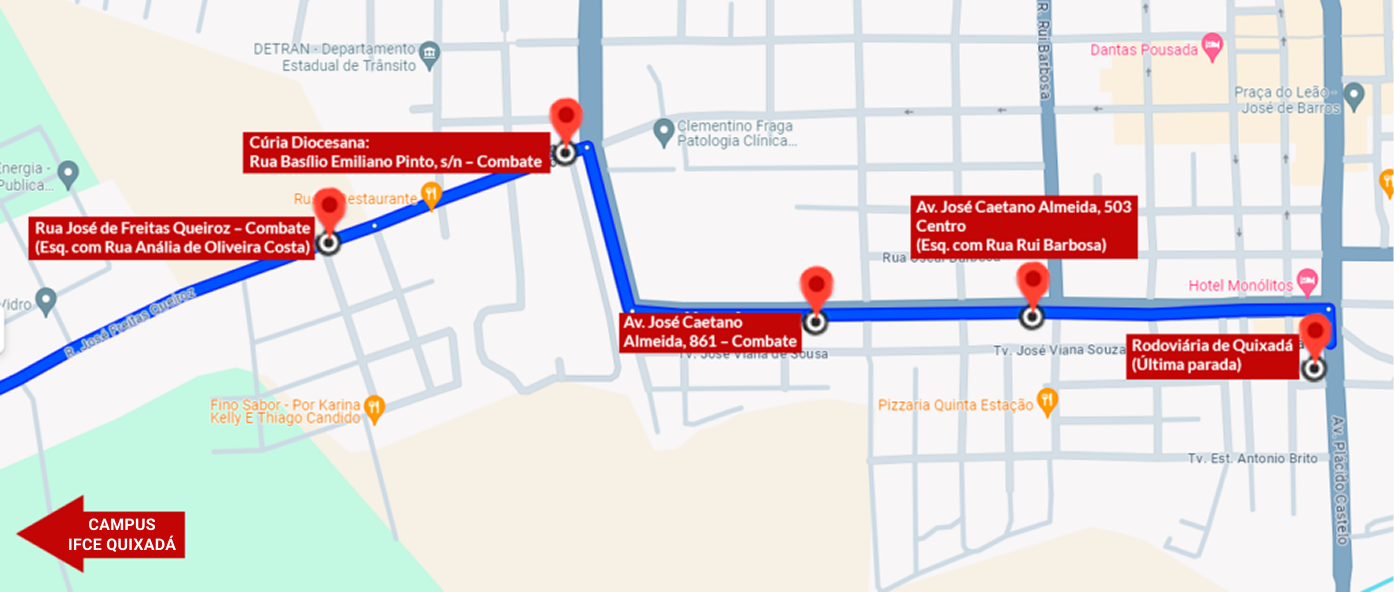 R. Rui Barbosa
DETRAN - Departamento
Estadual de Trânsito
Dantas Pousada
Praça do Leão -
José de Barros
Clementino Fraga
Patologia Clínica...
Cúria Diocesana:
Rua Basílio Emiliano Pinto, s/n – Combate
Energia -
Publica...
Restaurante
Rua José de Freitas Queiroz – Combate
(Esq. com Rua Anália de Oliveira Costa)
Av. José Caetano Almeida, 503
Centro
(Esq. com Rua Rui Barbosa)
Rua Oscar Barbosa
Hotel Monólitos
Vidro
R. José Freitas Queiroz
Av. José Caetano
Almeida, 861 – Combate
Tv. José Viana de Sousa
Tv. José Viana Souza
Rodoviária de Quixadá
(Última parada)
Fino Sabor - Por Karina
Kelly E Thiago Candido
Pizzaria Quinta Estação
Tv. Est. Antonio Brito
Av. Plácido Castelo
CAMPUS
IFCE QUIXADÁ